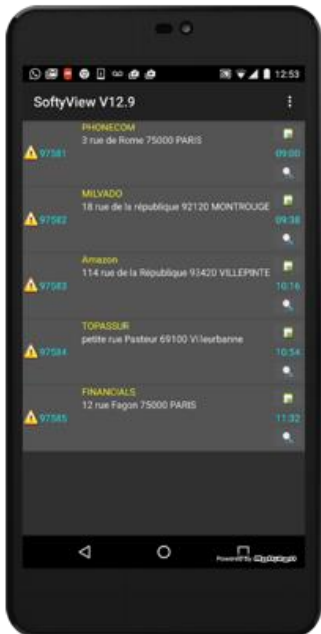 12:53
SoftyView V12.9
PHONECOM
3 rue de Rome 75000 PARIS
97581
09:00
MILVADO
18 rue de la république 92120 MONTROUGE
97582
09:38
Amazon
114 rue de la République 93420 VILLEPINTE
97583
10:16
TOPASSUR
petite rue Pasteur 69100 Villeurbanne
97584
10:54
FINANCIALS
12 rue Fagon 75000 PARIS
97585
11:32
Powered by